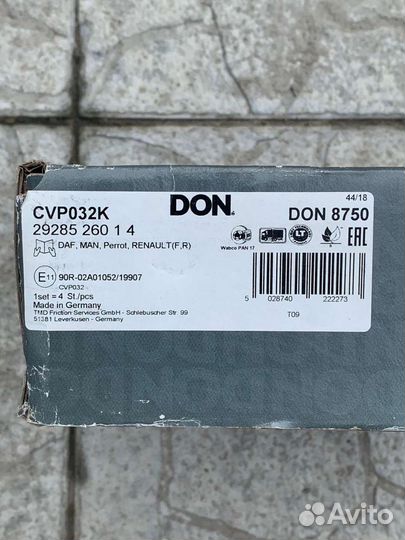 44/18
CVP032K DON DON 8750
29285 260 1 4
DAF, MAN, Perrot, RENAULT(F,R)
Wabco PAN 17
LT
EAC
E11 90R-02A01052/19907
CVP032
1set = 4 St./pcs
Made in Germany
TMD Friction Services GmbH - Schlebuscher Str. 99
51381 Leverkusen - Germany
5 028740 222273
T09
Avito